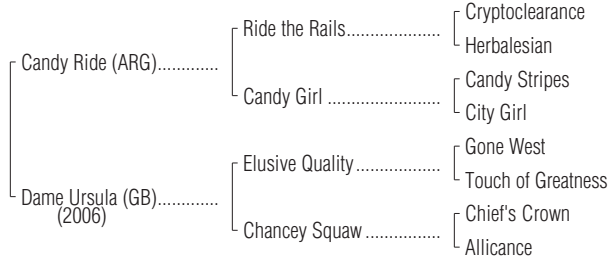 Cryptoclearance
Ride the Rails.....................
Herbalesian
Candy Ride (ARG).............
Candy Stripes
Candy Girl .........................
City Girl
Gone West
Elusive Quality...................
Touch of Greatness
Dame Ursula (GB).............
(2006)
Chief's Crown
Chancey Squaw .................
Allicance